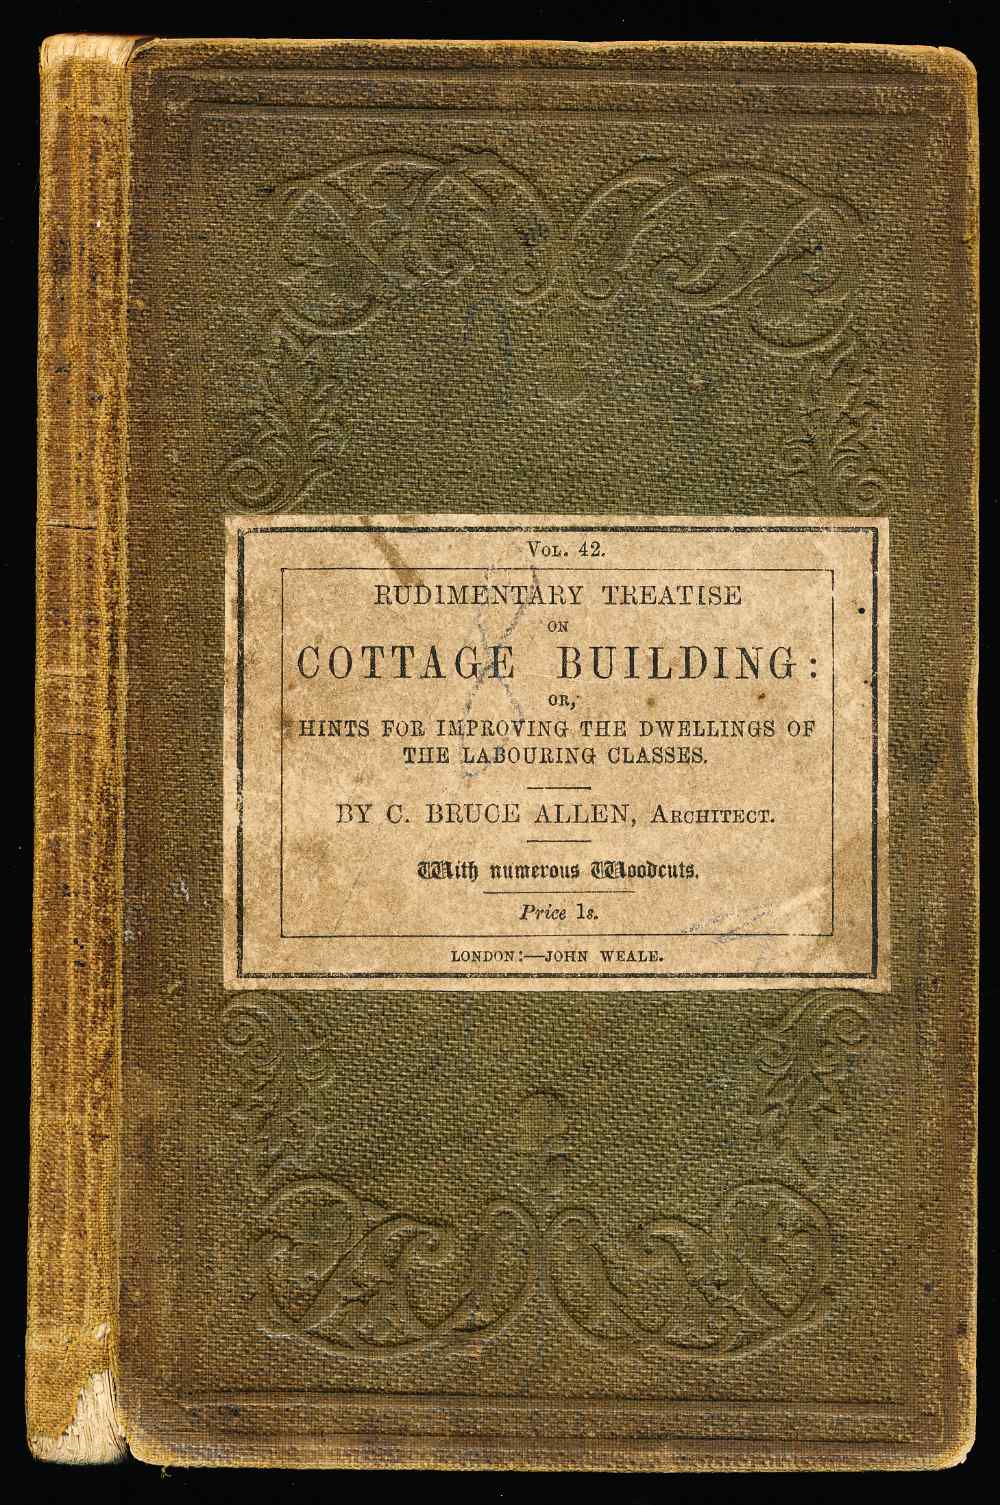 Vol. 42.
RUDIMENTARY TREATISE
ON
COTTAGE BUILDING:
OR,
HINTS FOR IMPROVING THE DWELLINGS OF
THE LABOURING CLASSES.
BY C. BRUCE ALLEN, Architect.
With numerous Woodcuts.
Price 1s.
LONDON:—JOHN WEALE.